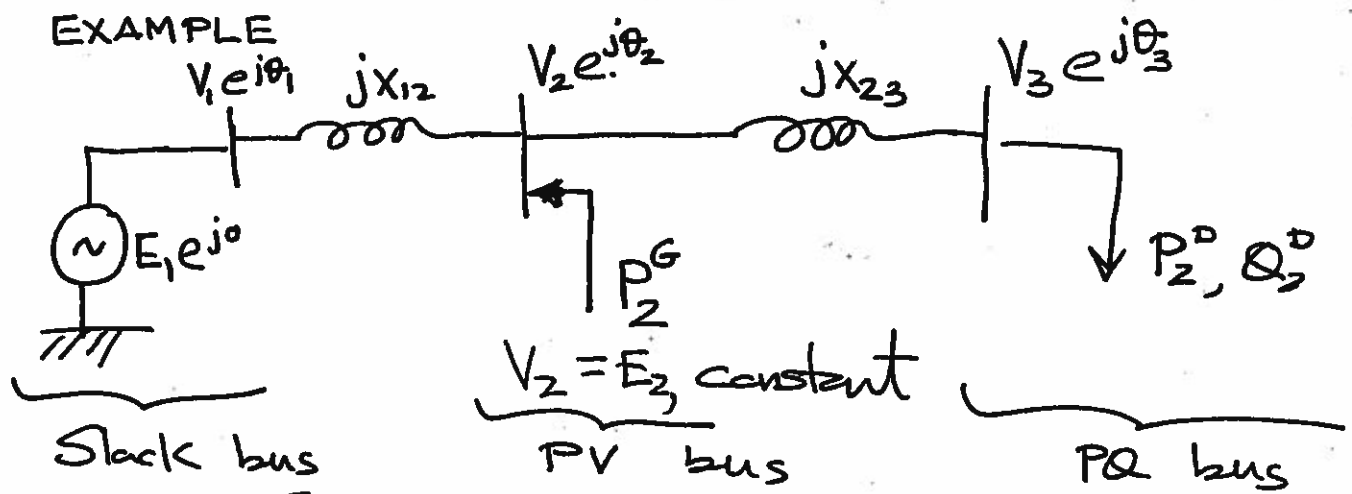 EXAMPLE
V₁e^{jθ₁} jx₁₂ V₂e^{jθ₂} jx₂₃ V₃e^{jθ₃}
~ E₁e^{j0}
P₂^G
P₂^D, Q₂^D
V₂ = E₂, constant
Slack bus PV bus PQ bus